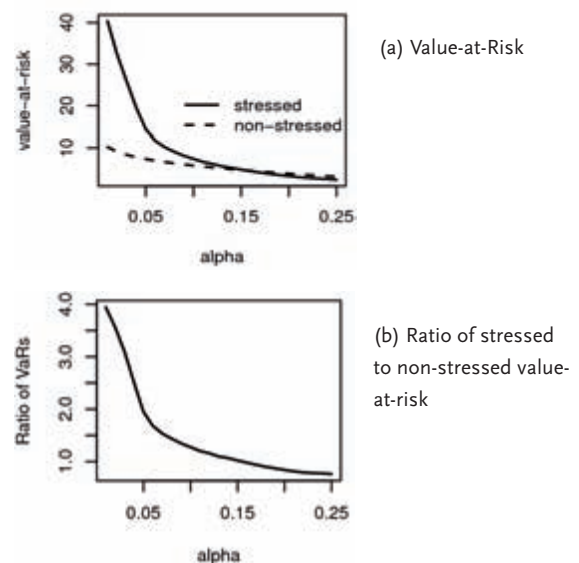 (a) Value-at-Risk
value-at-risk
40
30
20
10
stressed
non-stressed
0.05
0.15
0.25
alpha
(b) Ratio of stressed
to non-stressed value-
at-risk
Ratio of VaRs
4.0
3.0
2.0
1.0
0.05
0.15
0.25
alpha